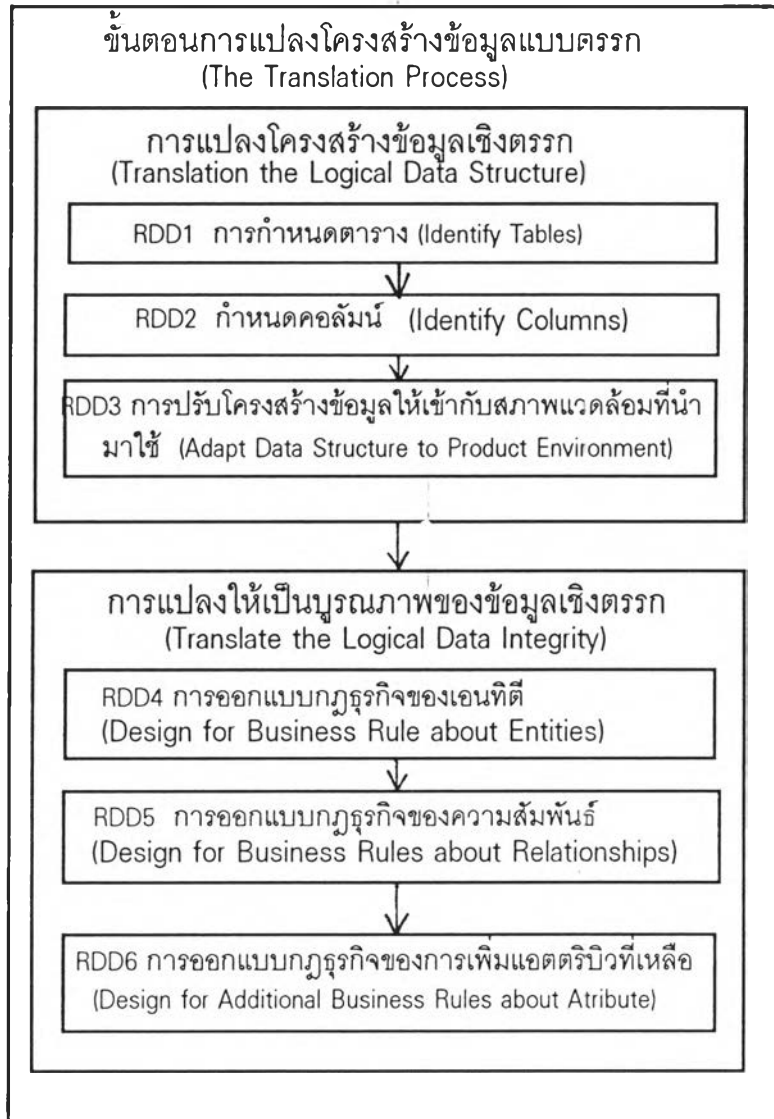 ขั้นตอนการแปลงโครงสร้างข้อมูลแบบตรรก
(The Translation Process)
การแปลงโครงสร้างข้อมูลเชิงตรรก
(Translation the Logical Data Structure)
RDD1 การกำหนดตาราง (Identify Tables)
RDD2 กำหนดคอลัมน์ (Identify Columns)
RDD3 การปรับโครงสร้างข้อมูลให้เข้ากับสภาพแวดล้อมที่นำ
มาใช้ (Adapt Data Structure to Product Environment)
การแปลงให้เป็นบูรณภาพของข้อมูลเชิงตรรก
(Translate the Logical Data Integrity)
RDD4 การออกแบบกฎธุรกิจของเอนทิตี
(Design for Business Rule about Entities)
RDD5 การออกแบบกฎธุรกิจของความสัมพันธ์
(Design for Business Rules about Relationships)
RDD6 การออกแบบกฎธุรกิจของการเพิ่มแอตตริบิวที่เหลือ
(Design for Additional Business Rules about Atribute)